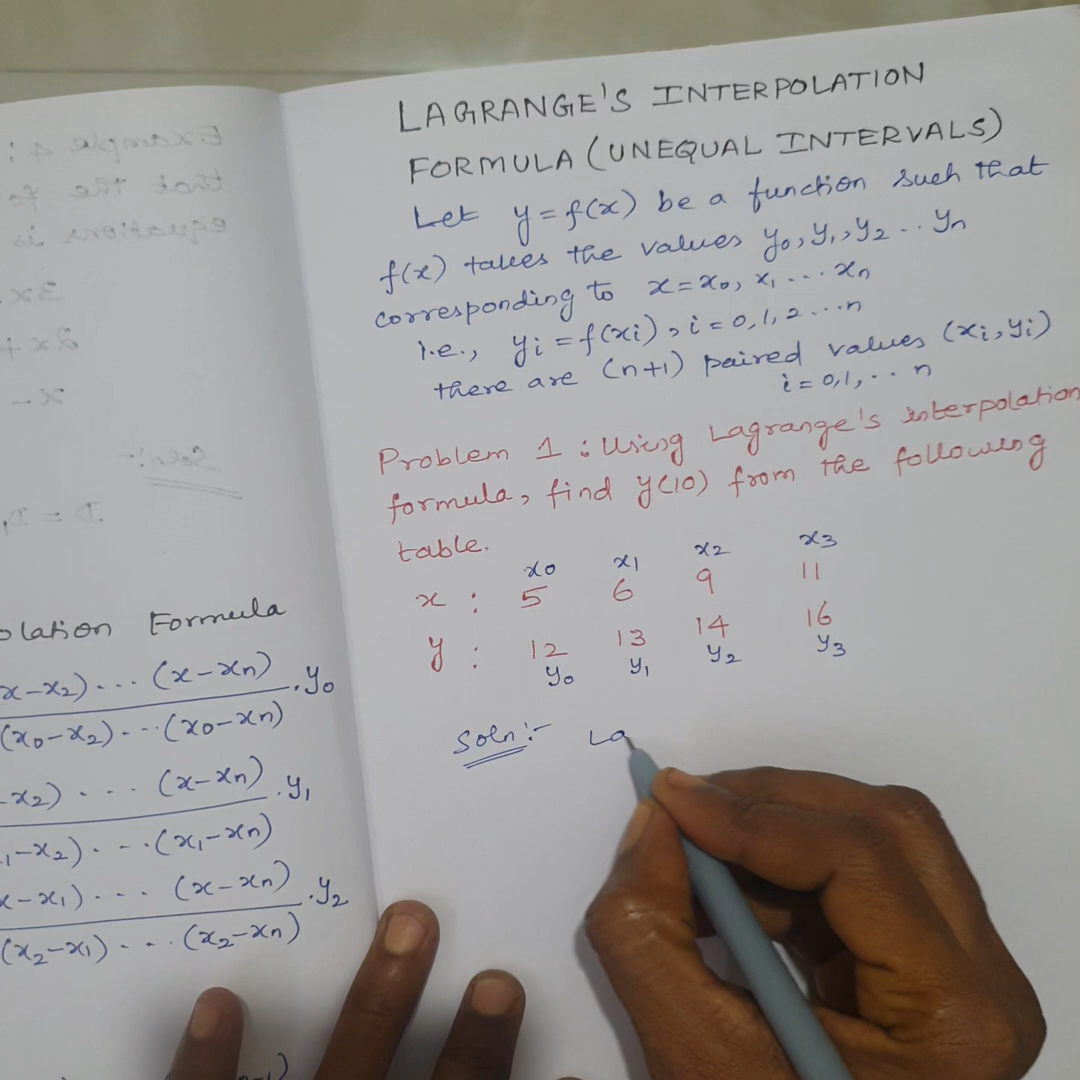 olation Formula
x-x2)...(x-xn) .y0
(x0-x2)...(x0-xn)
-x2)...(x-xn) .y1
1-x2)...(x1-xn)
x-x1)...(x-xn) .y2
(x2-x1)...(x2-xn)
LAGRANGE'S INTERPOLATION
FORMULA (UNEQUAL INTERVALS)
Let y=f(x) be a function such that
f(x) takes the values y0, y1, y2 .. yn
corresponding to x=x0, x1 ... xn
i.e., yi=f(xi), i=0,1,2...n
there are (n+1) paired values (xi, yi)
i=0,1,.. n
Problem 1 : Using Lagrange's interpolation
formula, find y(10) from the following
table.
x0 x1 x2 x3
x : 5 6 9 11
y : 12 13 14 16
y0 y1 y2 y3
Soln:- La